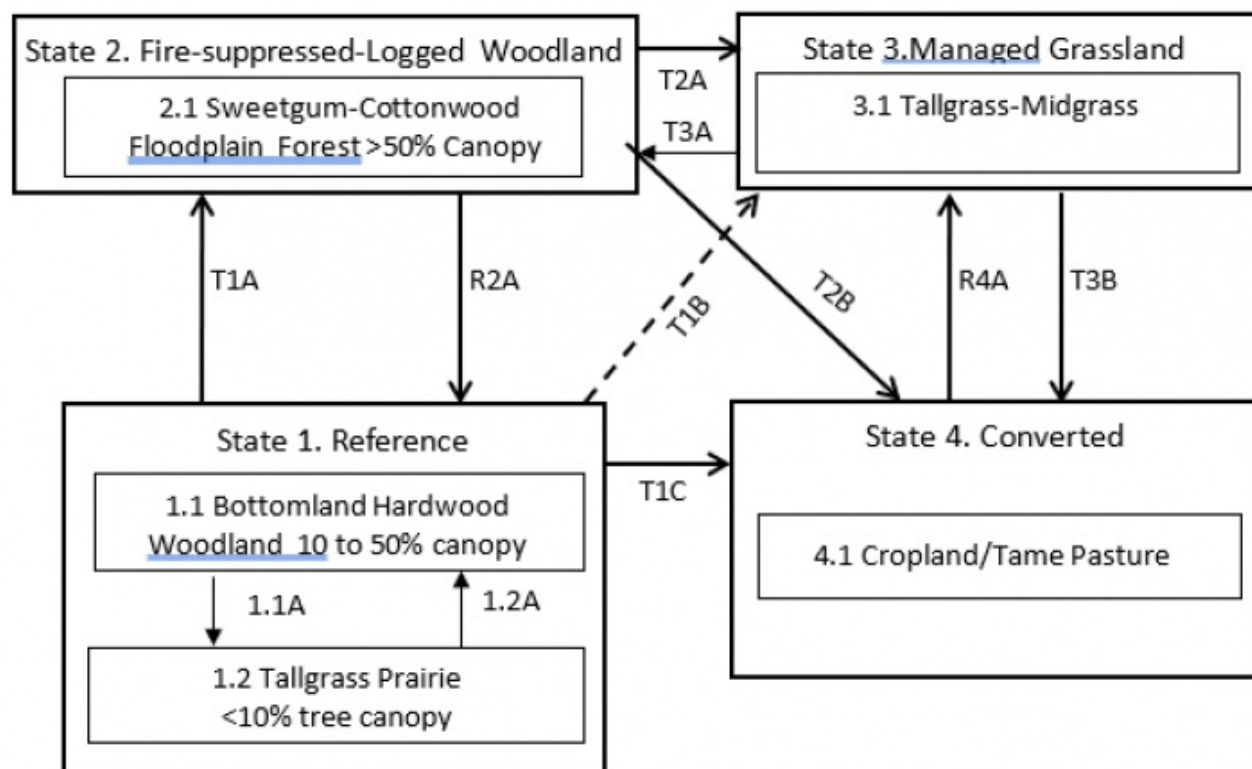 State 2. Fire-suppressed-Logged Woodland
2.1 Sweetgum-Cottonwood
Floodplain Forest >50% Canopy
T2A
T3A
State 3.Managed Grassland
3.1 Tallgrass-Midgrass
T1A
R2A
T1B
T2B
R4A
T3B
State 1. Reference
1.1 Bottomland Hardwood
Woodland 10 to 50% canopy
1.1A
1.2A
1.2 Tallgrass Prairie
<10% tree canopy
T1C
State 4. Converted
4.1 Cropland/Tame Pasture